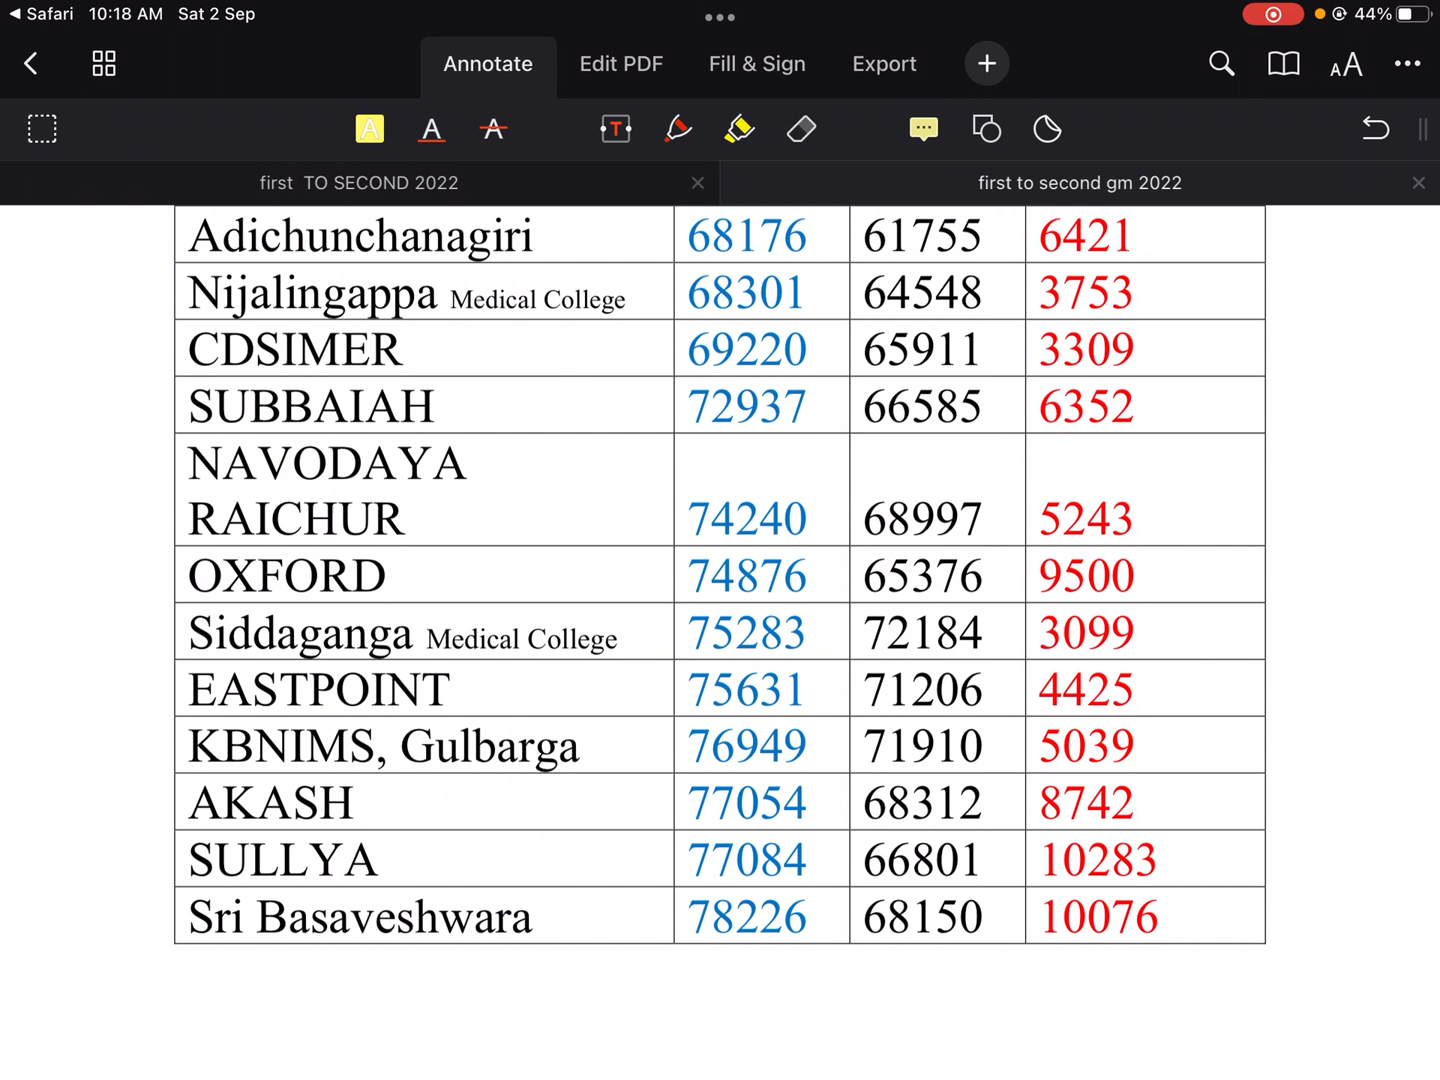 Safari 10:18 AM Sat 2 Sep 44%
Annotate Edit PDF Fill & Sign Export
first TO SECOND 2022 first to second gm 2022
Adichunchanagiri 68176 61755 6421
Nijalingappa Medical College 68301 64548 3753
CDSIMER 69220 65911 3309
SUBBAIAH 72937 66585 6352
NAVODAYA
RAICHUR 74240 68997 5243
OXFORD 74876 65376 9500
Siddaganga Medical College 75283 72184 3099
EASTPOINT 75631 71206 4425
KBNIMS, Gulbarga 76949 71910 5039
AKASH 77054 68312 8742
SULLYA 77084 66801 10283
Sri Basaveshwara 78226 68150 10076